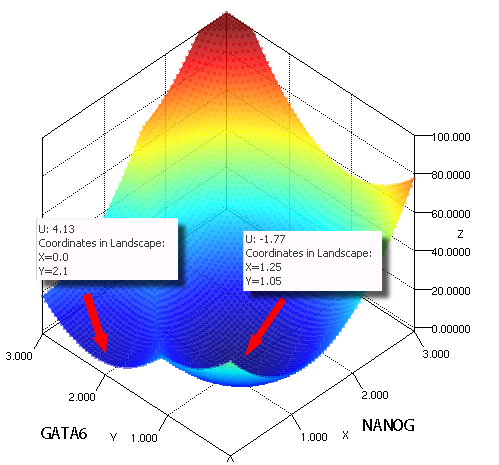 100.000
80.0000
60.0000
Z
40.0000
20.0000
0.00000
U: 4.13
Coordinates in Landscape:
X=0.0
Y=2.1
U: -1.77
Coordinates in Landscape:
X=1.25
Y=1.05
3.000
2.000
1.000
Y
GATA6
3.000
2.000
1.000
X
NANOG